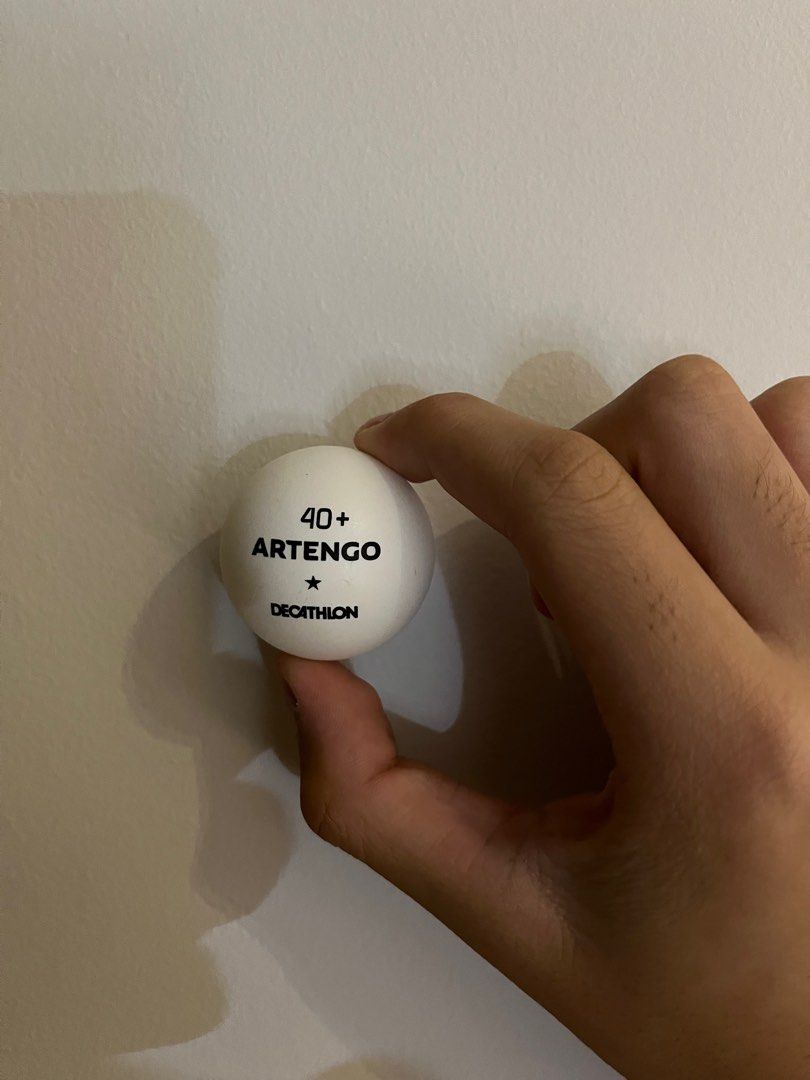 40+
ARTENGO
★
DECATHLON